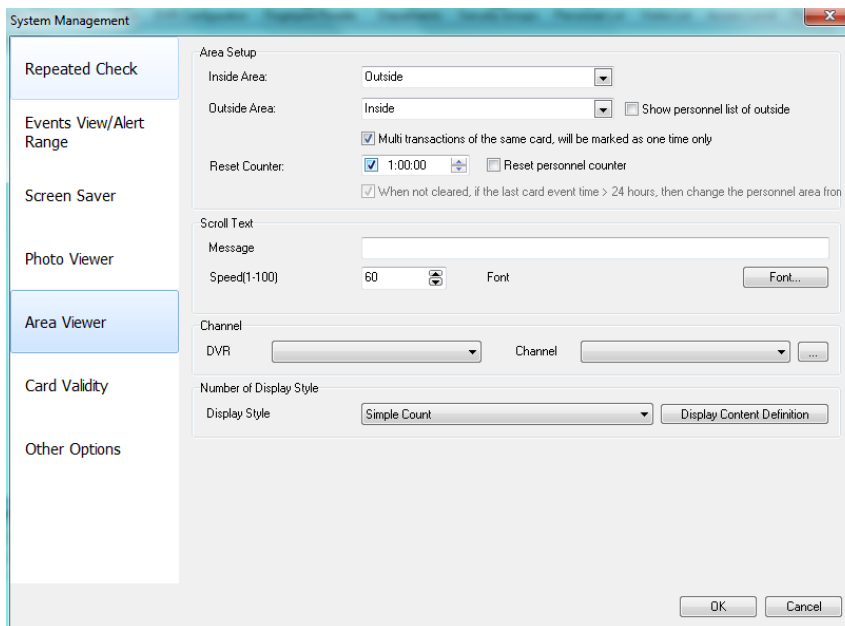 System Management
Repeated Check
Events View/Alert
Range
Screen Saver
Photo Viewer
Area Viewer
Card Validity
Other Options
Area Setup
Inside Area: Outside
Outside Area: Inside Show personnel list of outside
Multi transactions of the same card, will be marked as one time only
Reset Counter: 1:00:00 Reset personnel counter
When not cleared, if the last card event time > 24 hours, then change the personnel area fron
Scroll Text
Message
Speed(1-100) 60 Font Font...
Channel
DVR Channel ...
Number of Display Style
Display Style Simple Count Display Content Definition
OK Cancel